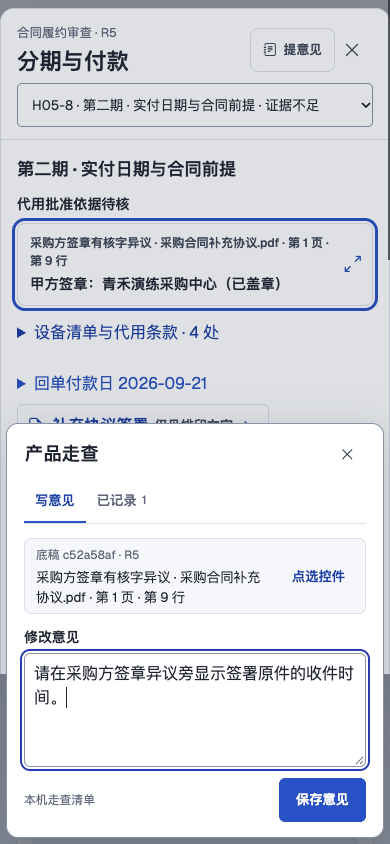 合同履约审查 · R5
分期与付款
提意见
H05-8 · 第二期 · 实付日期与合同前提 · 证据不足
第二期 · 实付日期与合同前提
代用批准依据待核
采购方签章有核字异议 · 采购合同补充协议.pdf · 第 1 页 ·
第 9 行
甲方签章：青禾演练采购中心（已盖章）
设备清单与代用条款 · 4 处
回单付款日 2026-09-21
产品走查
写意见
已记录 1
底稿 c52a58af · R5
采购方签章有核字异议 · 采购合同补充
协议.pdf · 第 1 页 · 第 9 行
点选控件
修改意见
请在采购方签章异议旁显示签署原件的收件时
间。
本机走查清单
保存意见